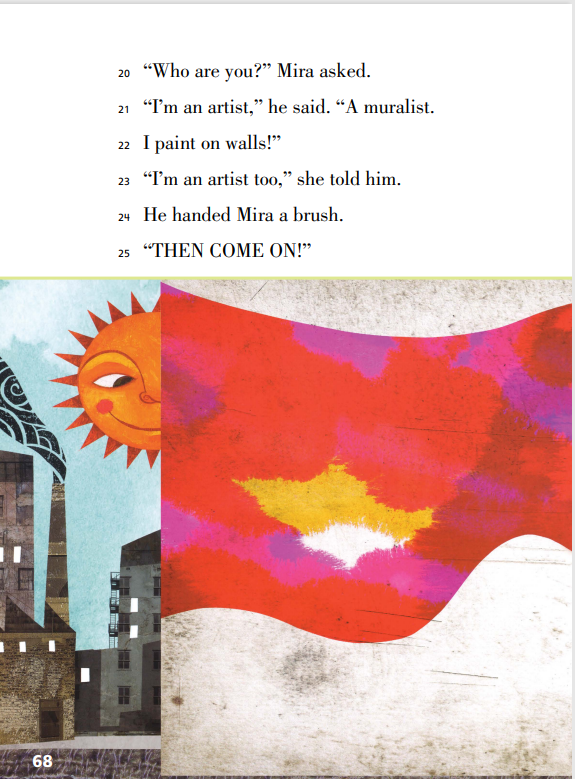 20 “Who are you?” Mira asked.
21 “I’m an artist,” he said. “A muralist.
22 I paint on walls!”
23 “I’m an artist too,” she told him.
24 He handed Mira a brush.
25 “THEN COME ON!”
68